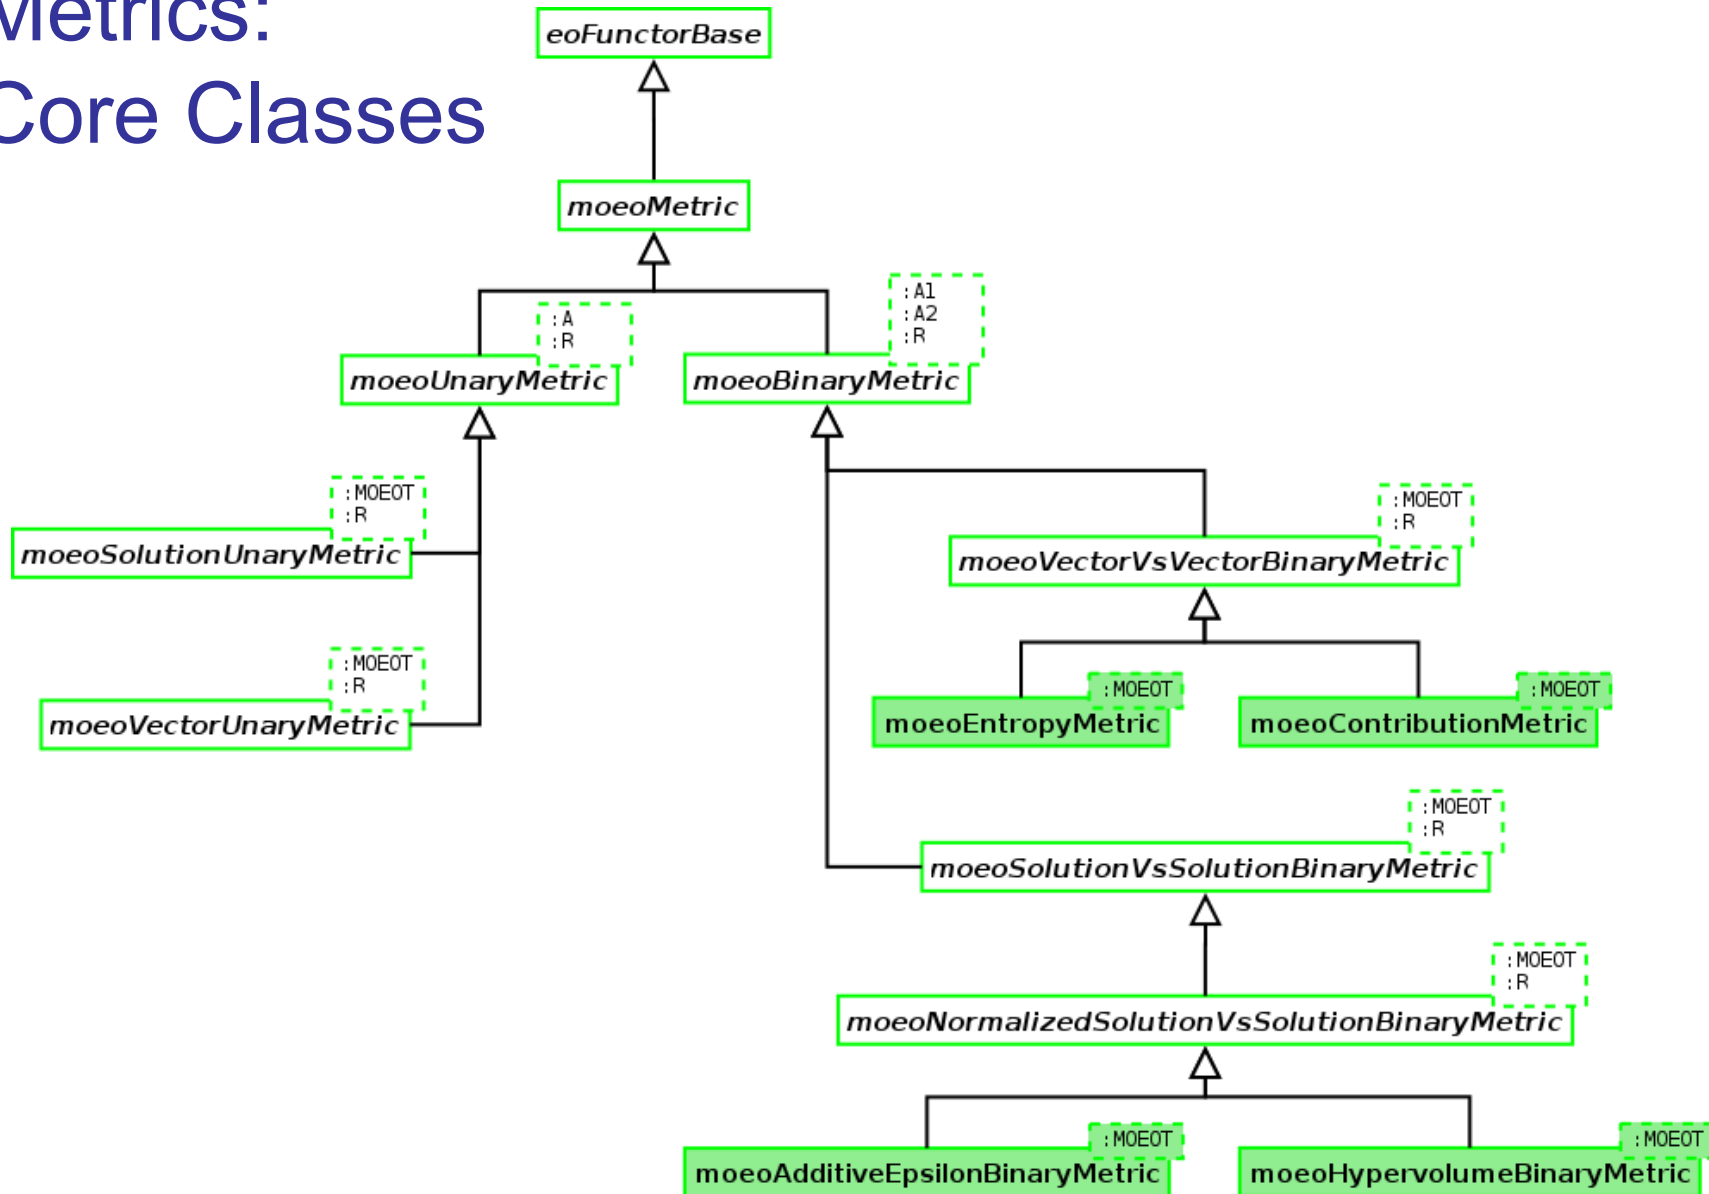 Metrics:
Core Classes
eoFunctorBase
moeoMetric
:A
:R
moeoUnaryMetric
:A1
:A2
:R
moeoBinaryMetric
:MOEOT
:R
moeoSolutionUnaryMetric
:MOEOT
:R
moeoVectorVsVectorBinaryMetric
:MOEOT
:R
moeoVectorUnaryMetric
:MOEOT
moeoEntropyMetric
:MOEOT
moeoContributionMetric
:MOEOT
:R
moeoSolutionVsSolutionBinaryMetric
:MOEOT
:R
moeoNormalizedSolutionVsSolutionBinaryMetric
:MOEOT
moeoAdditiveEpsilonBinaryMetric
:MOEOT
moeoHypervolumeBinaryMetric